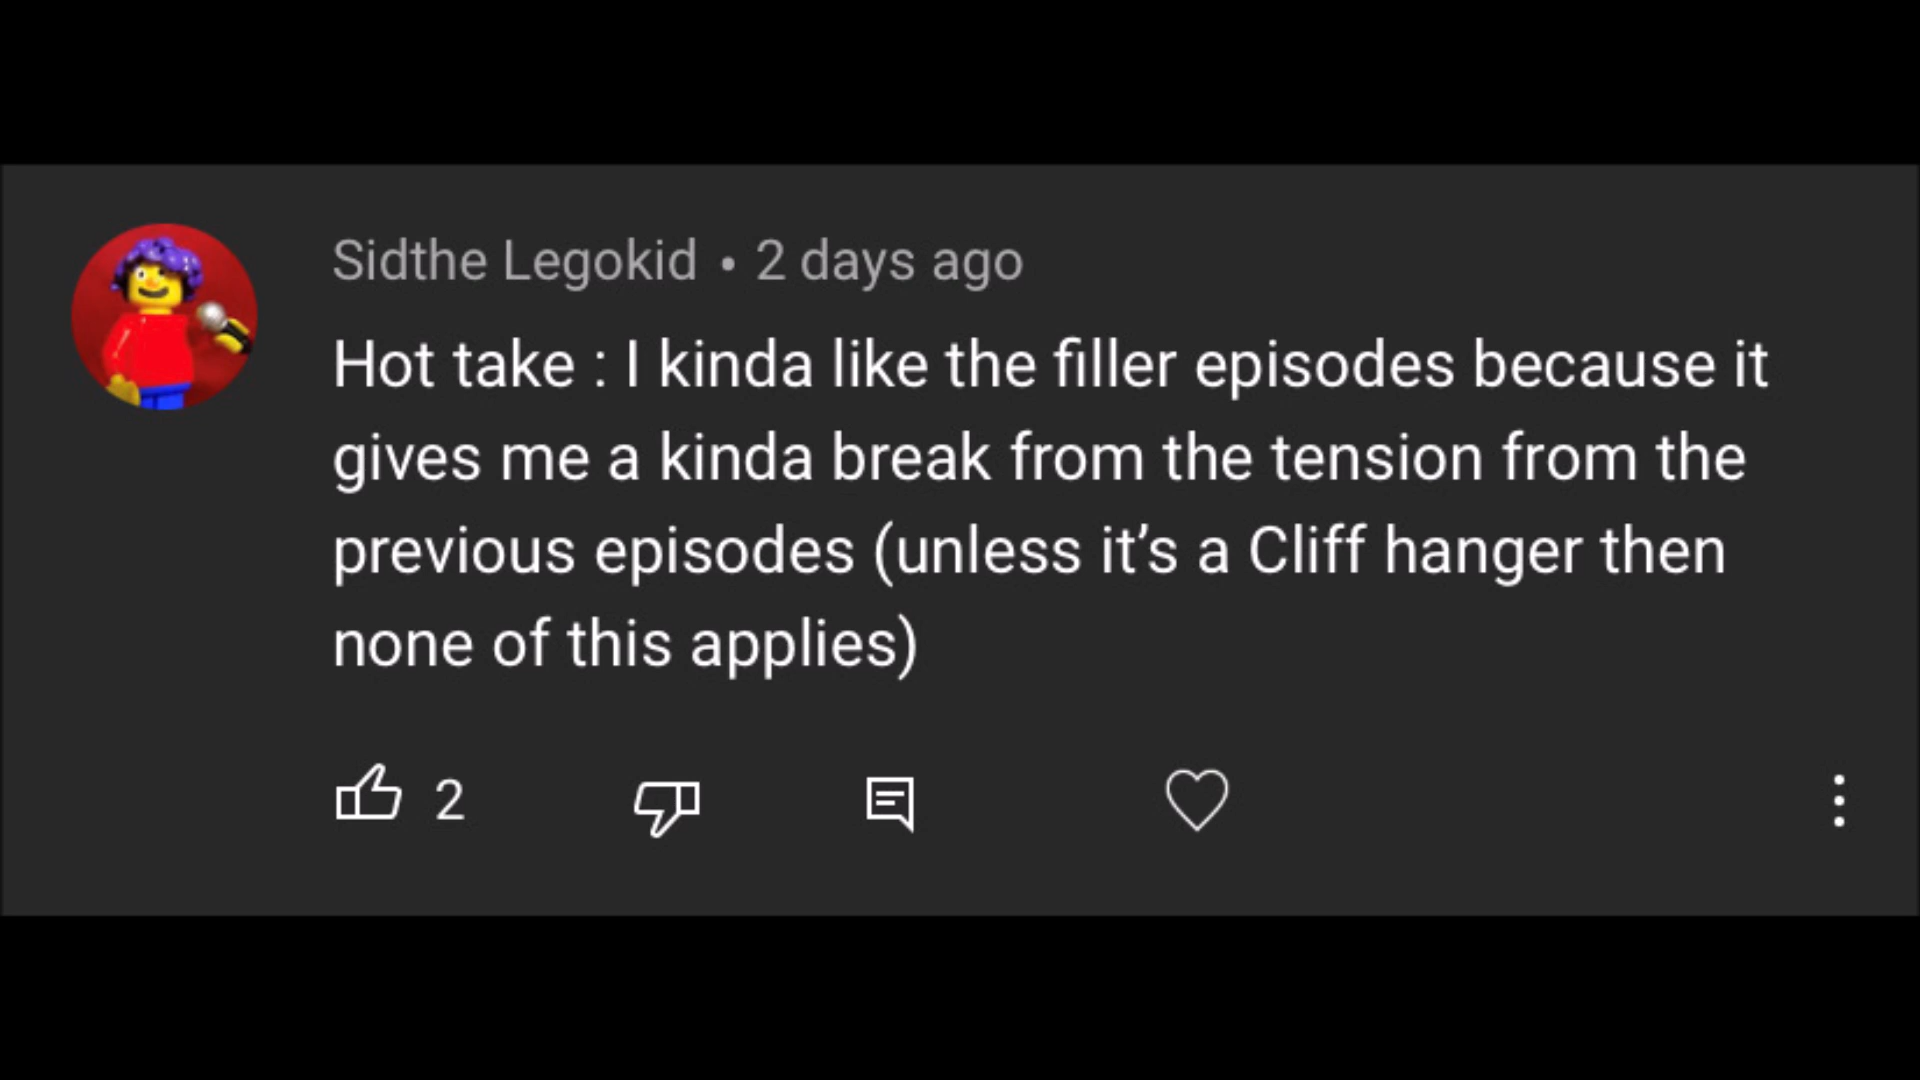 Sidthe Legokid • 2 days ago
Hot take : I kinda like the filler episodes because it
gives me a kinda break from the tension from the
previous episodes (unless it’s a Cliff hanger then
none of this applies)
2